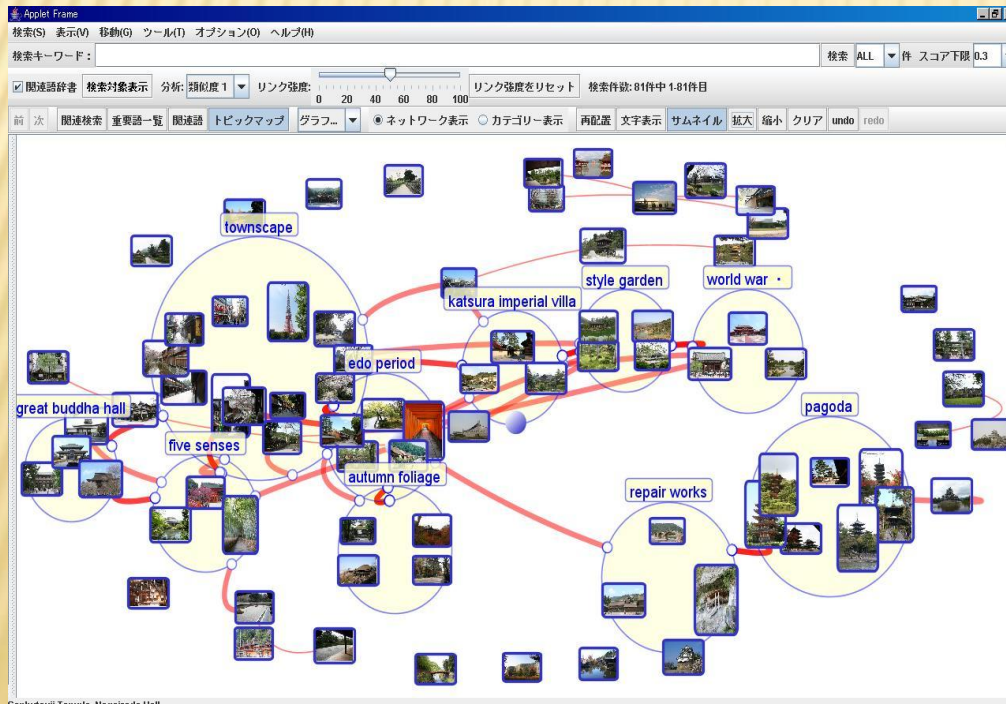 Applet Frame
検索(S) 表示(V) 移動(G) ツール(T) オプション(O) ヘルプ(H)
検索キーワード: 検索 ALL 件 スコア下限 0.3
関連語辞書 検索対象表示 分析: 類似度 1 リンク強度: 0 20 40 60 80 100 リンク強度をリセット 検索件数: 81件中 1-81件目
前 次 関連検索 重要語一覧 関連語 トピックマップ グラフ... ネットワーク表示 カテゴリー表示 再配置 文字表示 サムネイル 拡大 縮小 クリア undo redo
townscape
style garden
world war ・
katsura imperial villa
edo period
great buddha hall
pagoda
five senses
autumn foliage
repair works